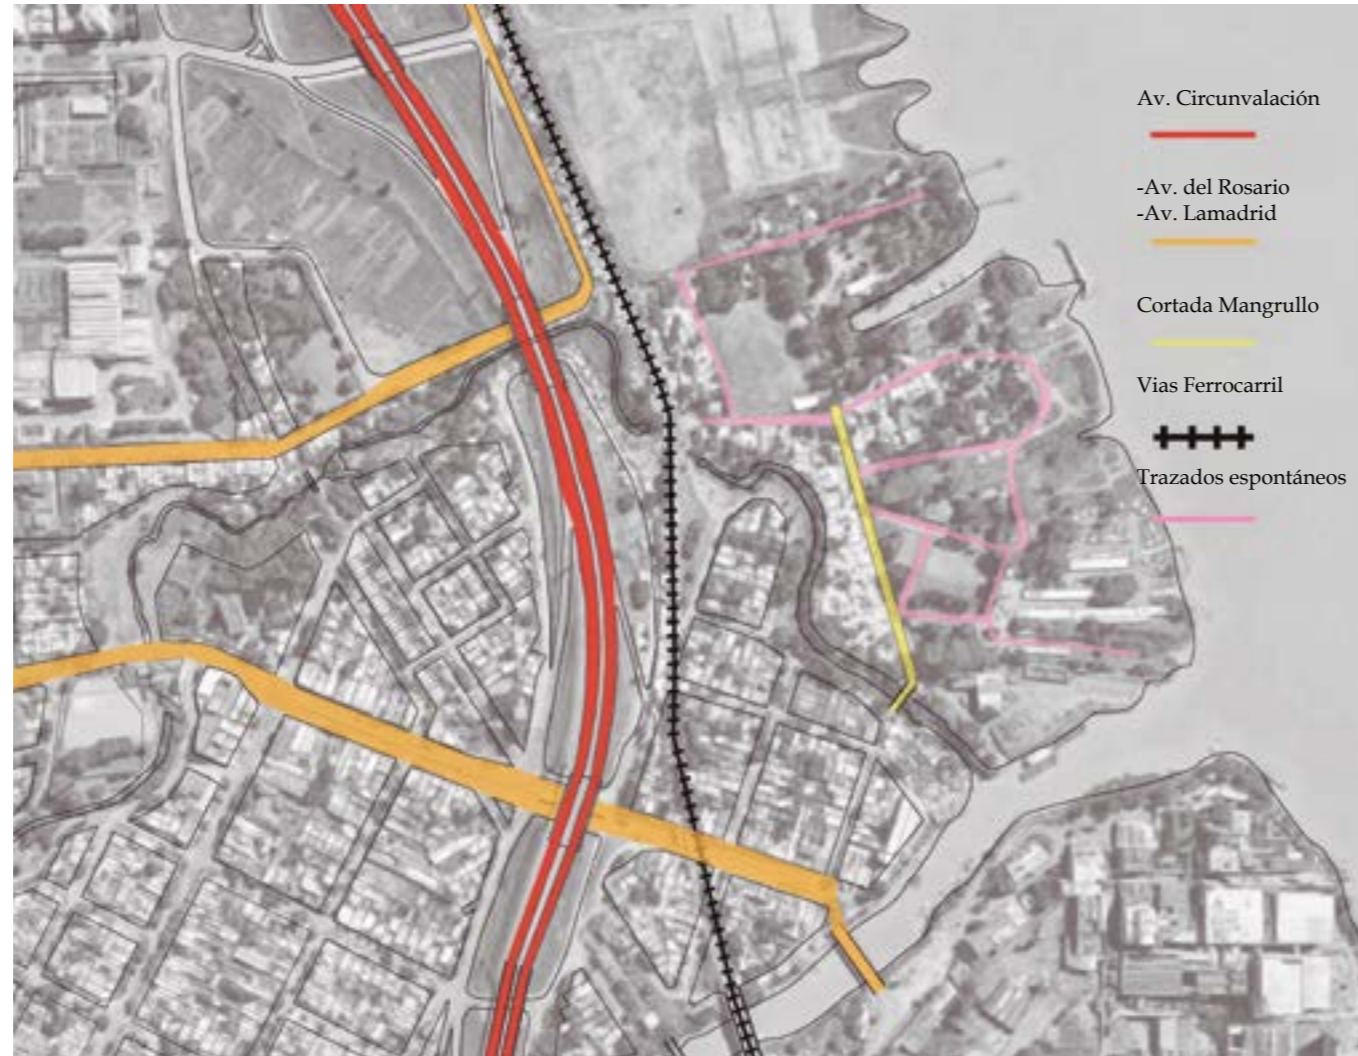 Av. Circunvalación
-Av. del Rosario
-Av. Lamadrid
Cortada Mangrullo
Vias Ferrocarril
Trazados espontáneos